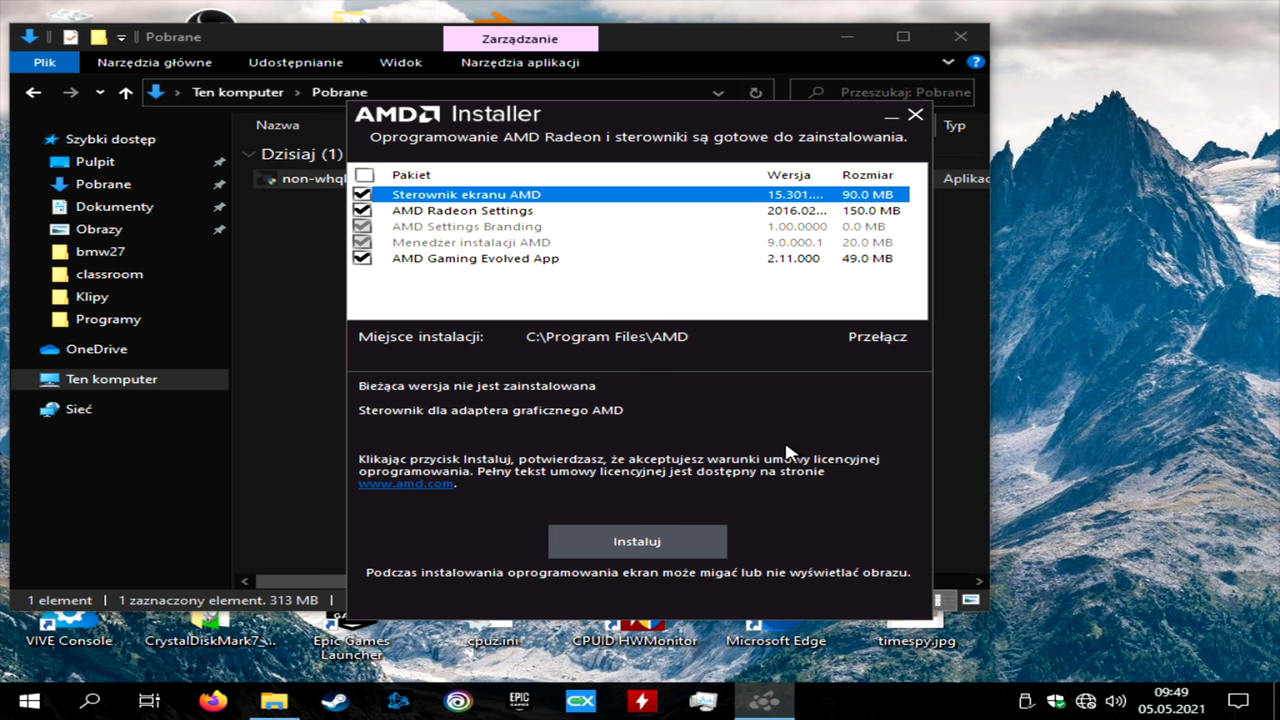 Pobrane
Zarządzanie
Plik
Narzędzia główne
Udostępnianie
Widok
Narzędzia aplikacji
?
Ten komputer
Pobrane
Przeszukaj: Pobrane
Szybki dostęp
Pulpit
Pobrane
Dokumenty
Obrazy
bmw27
classroom
Klipy
Programy
OneDrive
Ten komputer
Sieć
Nazwa
Typ
Dzisiaj (1)
non-whql
Aplikac
AMD Installer
Oprogramowanie AMD Radeon i sterowniki są gotowe do zainstalowania.
Pakiet Wersja Rozmiar
Sterownik ekranu AMD 15.301.... 90.0 MB
AMD Radeon Settings 2016.02... 150.0 MB
AMD Settings Branding 1.00.0000 0.0 MB
Menedżer instalacji AMD 9.0.000.1 20.0 MB
AMD Gaming Evolved App 2.11.000 49.0 MB
Miejsce instalacji: C:\Program Files\AMD Przełącz
Bieżąca wersja nie jest zainstalowana
Sterownik dla adaptera graficznego AMD
Klikając przycisk Instaluj, potwierdzasz, że akceptujesz warunki umowy licencyjnej
oprogramowania. Pełny tekst umowy licencyjnej jest dostępny na stronie
www.amd.com.
Instaluj
Podczas instalowania oprogramowania ekran może migać lub nie wyświetlać obrazu.
1 element
1 zaznaczony element. 313 MB
VIVE Console
CrystalDiskMark7_...
Epic Games
Launcher
cpuz.ini
CPUID HWMonitor
Microsoft Edge
timespy.jpg
EPIC
GAMES
CX
09:49
05.05.2021